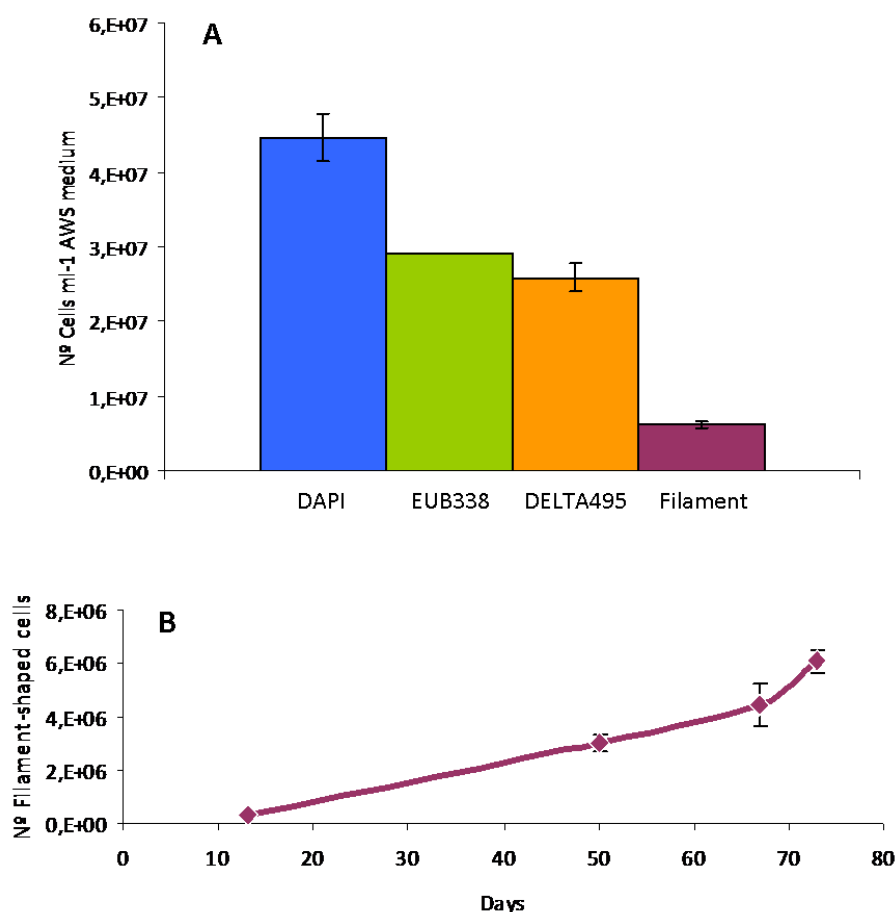 A
6,E+07
5,E+07
4,E+07
3,E+07
2,E+07
1,E+07
0,E+00
Nº Cells ml-1 AWS medium
DAPI EUB338 DELTA495 Filament
B
8,E+06
6,E+06
4,E+06
2,E+06
0,E+00
Nº Filament-shaped cells
0 10 20 30 40 50 60 70 80
Days